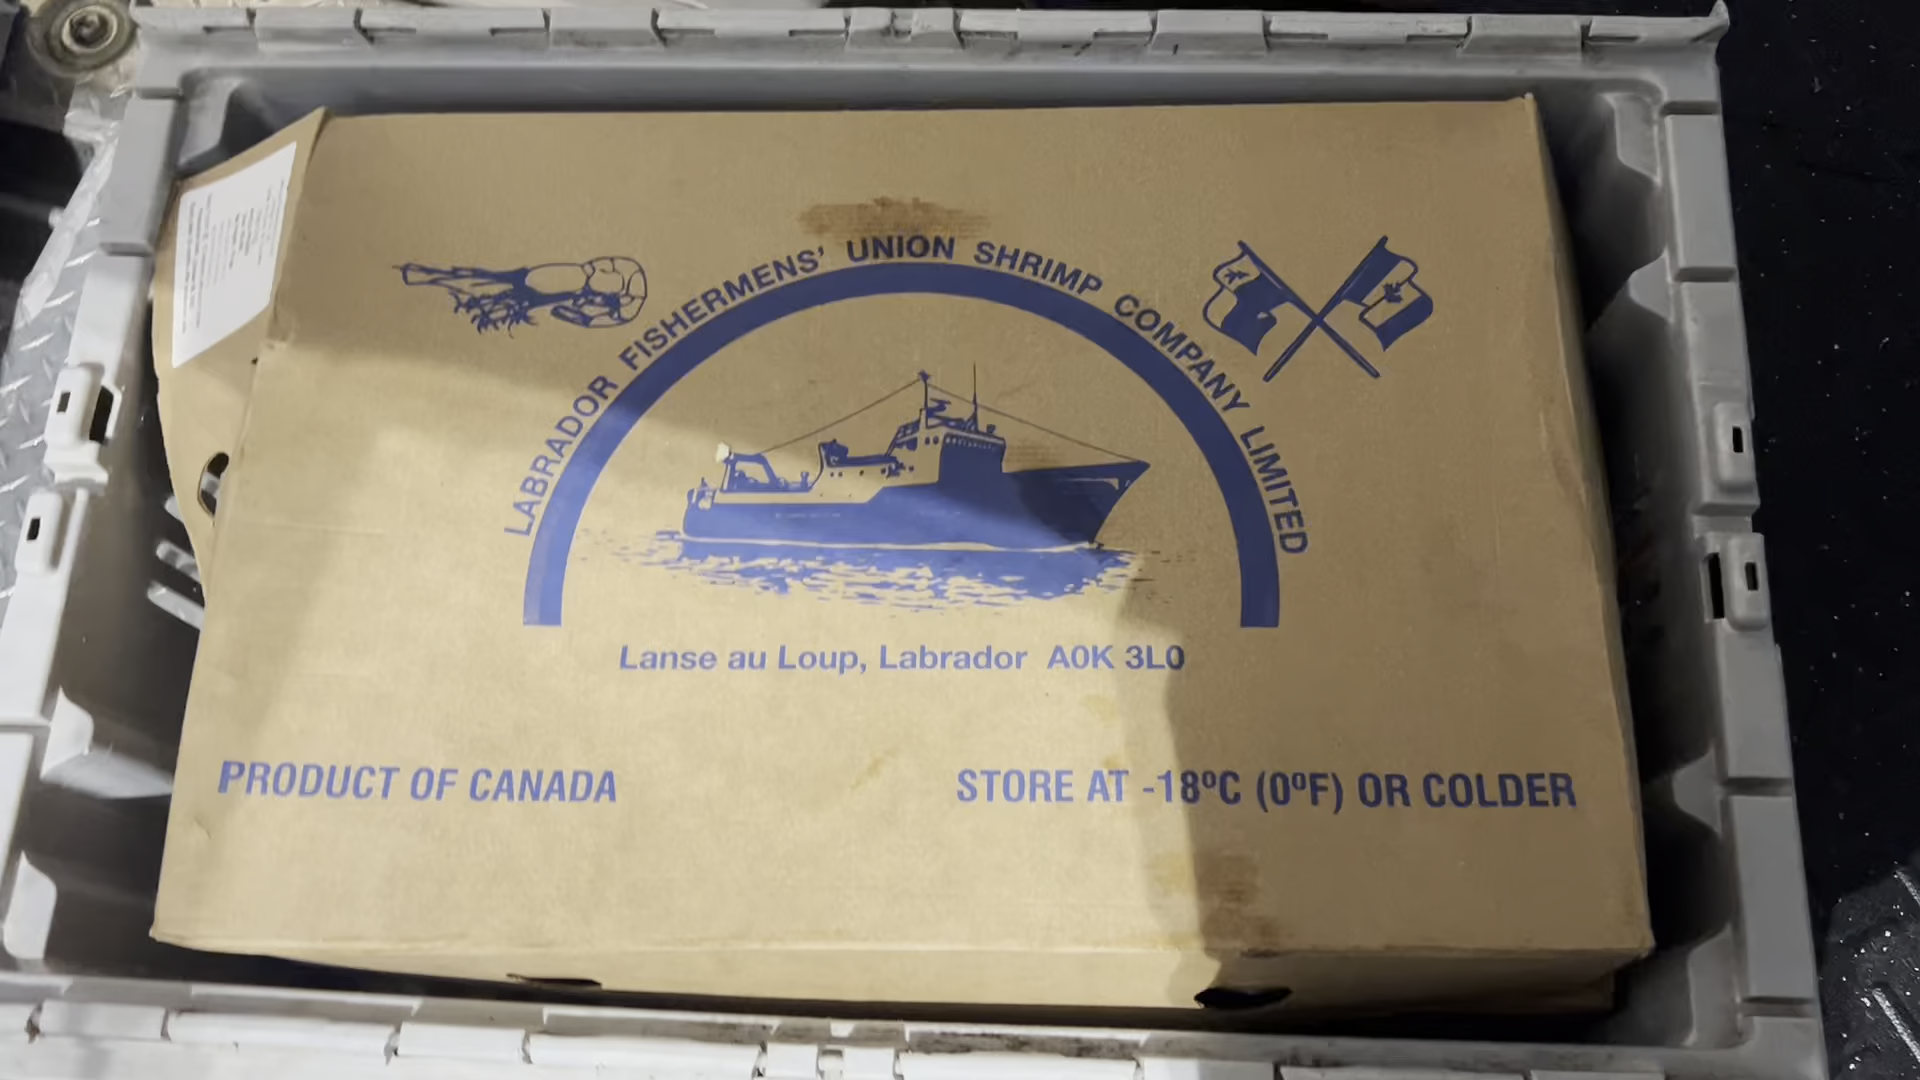 LABRADOR FISHERMENS' UNION SHRIMP COMPANY LIMITED
Lanse au Loup, Labrador A0K 3L0
PRODUCT OF CANADA
STORE AT -18ºC (0ºF) OR COLDER